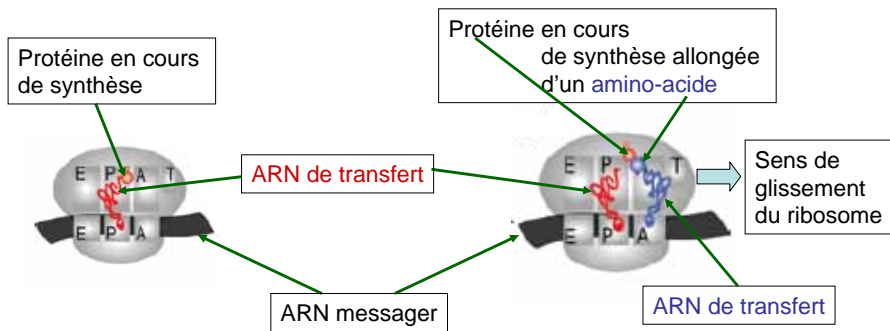 Protéine en cours
de synthèse
Protéine en cours
de synthèse allongée
d'un amino-acide
E P A T
E P A
ARN de transfert
E P T
E P A
Sens de
glissement
du ribosome
ARN messager
ARN de transfert